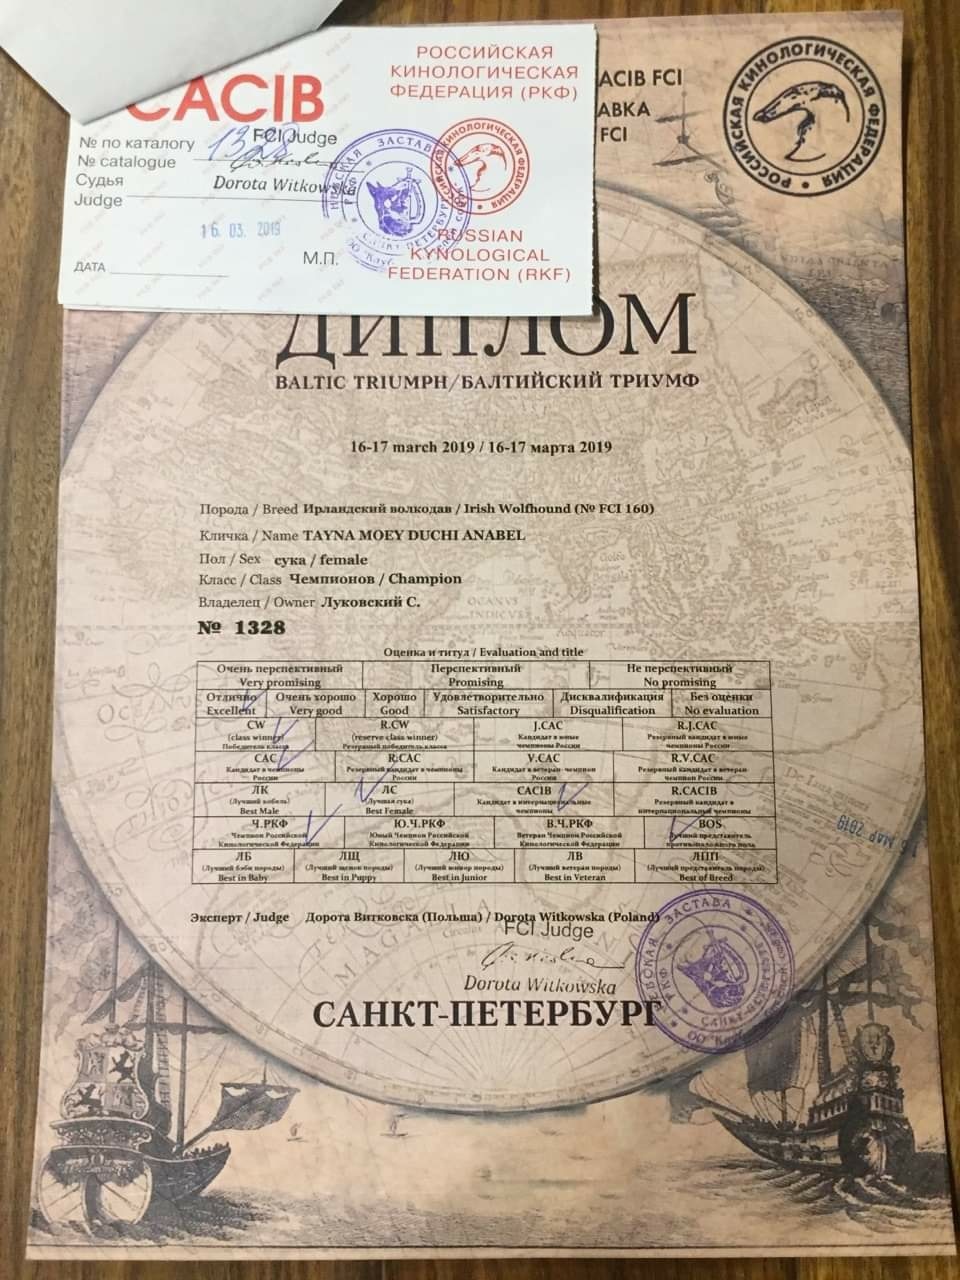 CACIB
РОССИЙСКАЯ
КИНОЛОГИЧЕСКАЯ
ФЕДЕРАЦИЯ (РКФ)
№ по каталогу 1328
№ catalogue
FCI Judge
Судья
Judge
Dorota Witkowska
16. 03. 2019
ДАТА
М.П.
RUSSIAN
KYNOLOGICAL
FEDERATION (RKF)
ACIB FCI
АВКА
FCI
РОССИЙСКАЯ КИНОЛОГИЧЕСКАЯ ФЕДЕРАЦИЯ
ДИПЛОМ
BALTIC TRIUMPH/БАЛТИЙСКИЙ ТРИУМФ
16-17 march 2019 / 16-17 марта 2019
Порода / Breed Ирландский волкодав / Irish Wolfhound (№ FCI 160)
Кличка / Name TAYNA MOEY DUCHI ANABEL
Пол / Sex сука / female
Класс / Class Чемпионов / Champion
Владелец / Owner Луковский С.
№ 1328
Оценка и титул / Evaluation and title
Очень перспективный Перспективный Не перспективный
Very promising Promising No promising
Отлично Очень хорошо Хорошо Удовлетворительно Дисквалификация Без оценки
Excellent Very good Good Satisfactory Disqualification No evaluation
CW R.CW J.CAC R.J.CAC
(class winner) (reserve class winner) Кандидат в юные Резервный кандидат в юные
Победитель класса Резервный победитель класса чемпионы России чемпионы России
CAC R.CAC V.CAC R.V.CAC
Кандидат в чемпионы Резервный кандидат в чемпионы Кандидат в ветеран- чемпион Резервный кандидат в ветеран-
России России России чемпион России
ЛК ЛС CACIB R.CACIB
(Лучший кобель) (Лучшая сука) Кандидат в интернациональные Резервный кандидат в
Best Male Best Female чемпионы интернациональный чемпионы
Ч.РКФ Ю.Ч.РКФ В.Ч.РКФ BOS
Чемпион Российской Юный Чемпион Российской Ветеран Чемпион Российской Лучший представитель
Кинологической Федерации Кинологической Федерации Кинологической Федерации противоположного пола
ЛБ ЛЩ ЛЮ ЛВ ЛПП
(Лучший бэби породы) (Лучший щенок породы) (Лучший юниор породы) (Лучший ветеран породы) (Лучший представитель породы)
Best in Baby Best in Puppy Best in Junior Best in Veteran Best of Breed
МАР 2019
Эксперт / Judge Дорота Витковска (Польша) / Dorota Witkowska (Poland)
FCI Judge
Dorota Witkowska
САНКТ-ПЕТЕРБУРГ